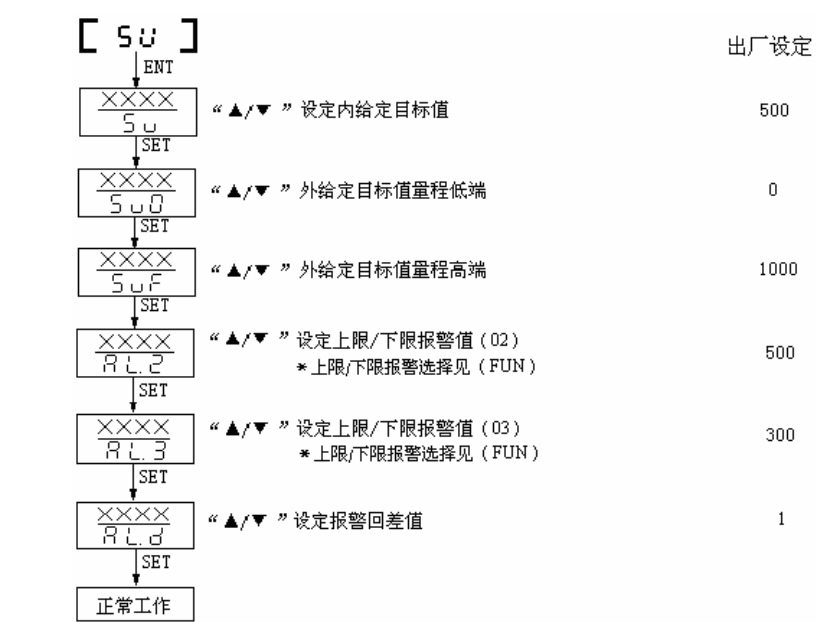 [ SU ]
出厂设定
ENT
XXXX
Su
“▲/▼ ” 设定内给定目标值
500
SET
XXXX
Su0
“▲/▼ ” 外给定目标值量程低端
0
SET
XXXX
SuF
“▲/▼ ” 外给定目标值量程高端
1000
SET
XXXX
AL.2
“▲/▼ ” 设定上限/下限报警值(02)
*上限/下限报警选择见(FUN)
500
SET
XXXX
AL.3
“▲/▼ ” 设定上限/下限报警值(03)
*上限/下限报警选择见(FUN)
300
SET
XXXX
AL.d
“▲/▼ ” 设定报警回差值
1
SET
正常工作